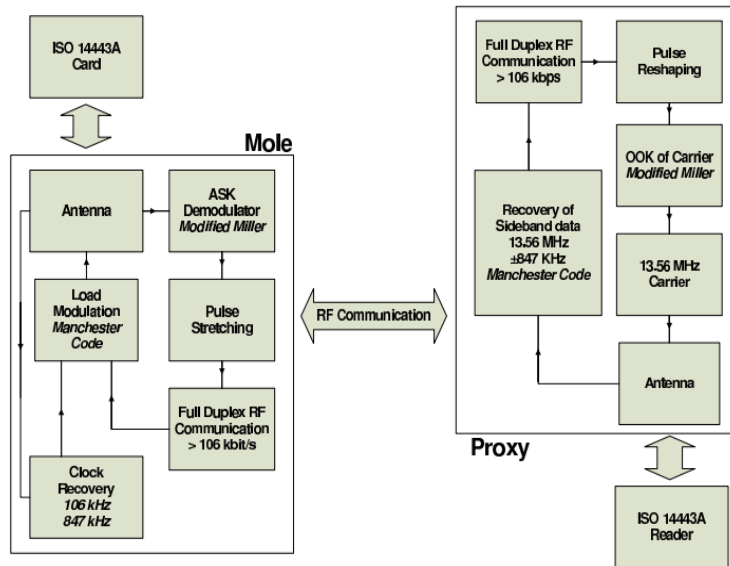 ISO 14443A
Card
Mole
Antenna
ASK
Demodulator
Modified Miller
Load
Modulation
Manchester
Code
Pulse
Stretching
Full Duplex RF
Communication
> 106 kbit/s
Clock
Recovery
106 kHz
847 kHz
RF Communication
Full Duplex RF
Communication
> 106 kbps
Pulse
Reshaping
OOK of Carrier
Modified Miller
Recovery of
Sideband data
13.56 MHz
±847 KHz
Manchester Code
13.56 MHz
Carrier
Antenna
Proxy
ISO 14443A
Reader